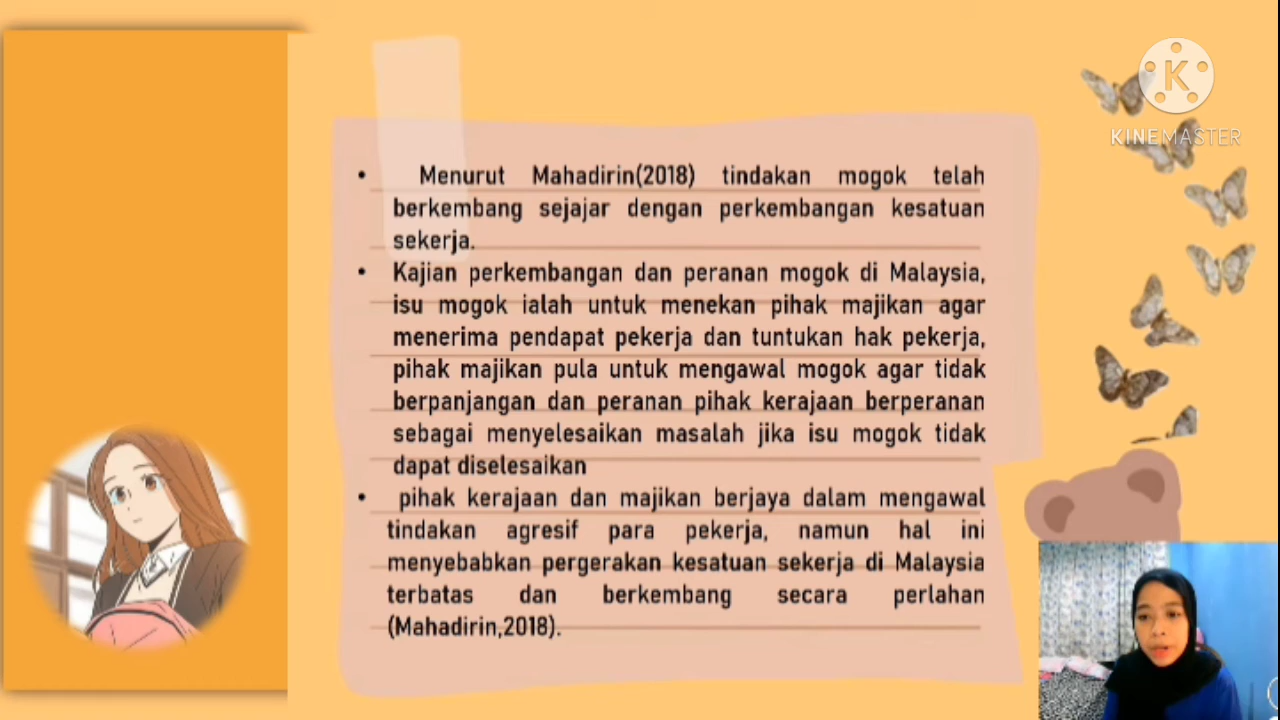 KINEMASTER
• Menurut Mahadirin(2018) tindakan mogok telah
berkembang sejajar dengan perkembangan kesatuan
sekerja.
• Kajian perkembangan dan peranan mogok di Malaysia,
isu mogok ialah untuk menekan pihak majikan agar
menerima pendapat pekerja dan tuntukan hak pekerja,
pihak majikan pula untuk mengawal mogok agar tidak
berpanjangan dan peranan pihak kerajaan berperanan
sebagai menyelesaikan masalah jika isu mogok tidak
dapat diselesaikan
• pihak kerajaan dan majikan berjaya dalam mengawal
tindakan agresif para pekerja, namun hal ini
menyebabkan pergerakan kesatuan sekerja di Malaysia
terbatas dan berkembang secara perlahan
(Mahadirin,2018).